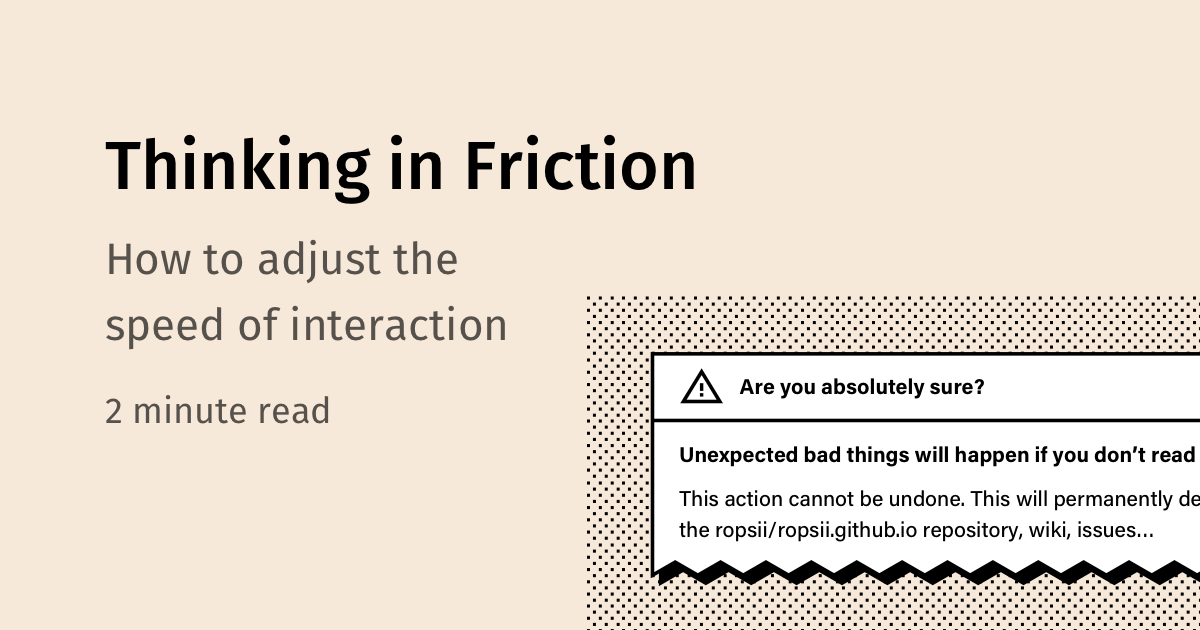 Thinking in Friction
How to adjust the
speed of interaction
2 minute read
Are you absolutely sure?
Unexpected bad things will happen if you don’t read
This action cannot be undone. This will permanently de
the ropsii/ropsii.github.io repository, wiki, issues…